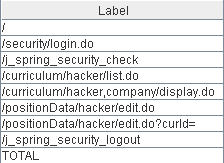 Label
/
/security/login.do
/j_spring_security_check
/curriculum/hacker/list.do
/curriculum/hacker,company/display.do
/positionData/hacker/edit.do
/positionData/hacker/edit.do?curId=
/j_spring_security_logout
TOTAL